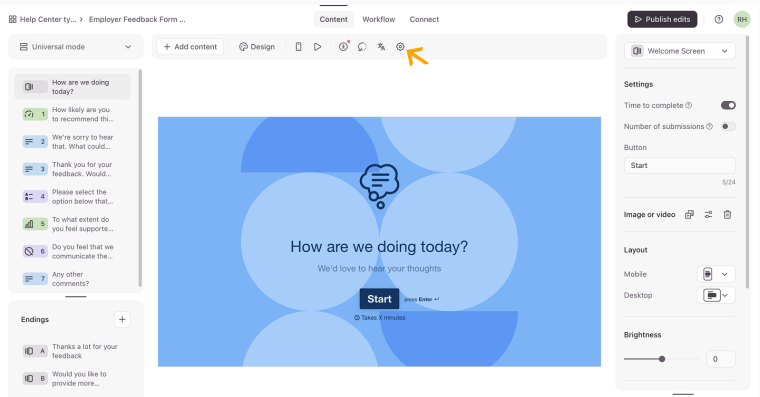 Help Center ty... > Employer Feedback Form ...
Content
Workflow
Connect
Publish edits
RH
Universal mode
+ Add content
Design
Welcome Screen
How are we doing
today?
1
How likely are you
to recommend thi...
2
We're sorry to hear
that. What could...
3
Thank you for your
feedback. Would...
4
Please select the
option below that...
5
To what extent do
you feel supporte...
6
Do you feel that we
communicate the...
7
Any other
comments?
Endings
+
A
Thanks a lot for your
feedback
B
Would you like to
provide more...
How are we doing today?
We'd love to hear your thoughts
Start
press Enter ↵
Takes X minutes
Settings
Time to complete
Number of submissions
Button
Start
5/24
Image or video
Layout
Mobile
Desktop
Brightness
0